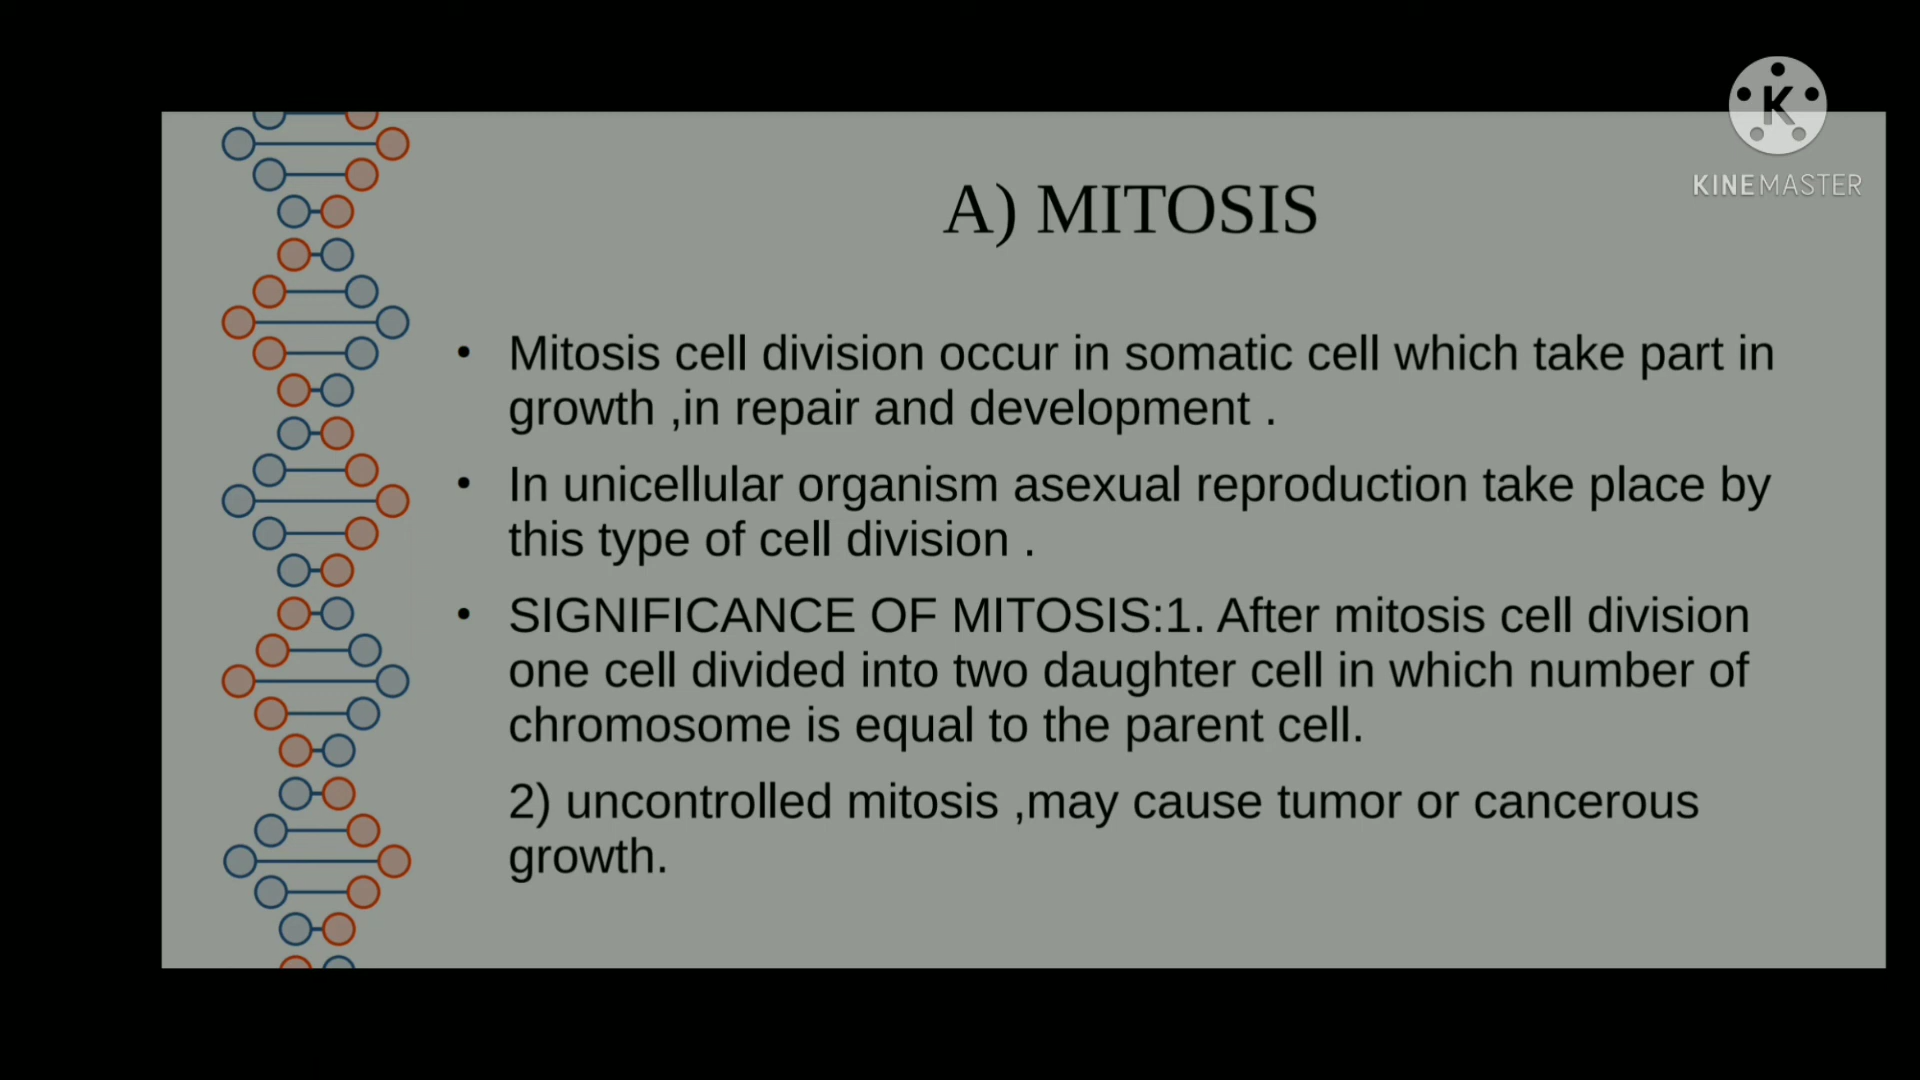 K
KINEMASTER
A) MITOSIS
• Mitosis cell division occur in somatic cell which take part in
growth ,in repair and development .
• In unicellular organism asexual reproduction take place by
this type of cell division .
• SIGNIFICANCE OF MITOSIS:1. After mitosis cell division
one cell divided into two daughter cell in which number of
chromosome is equal to the parent cell.
2) uncontrolled mitosis ,may cause tumor or cancerous
growth.